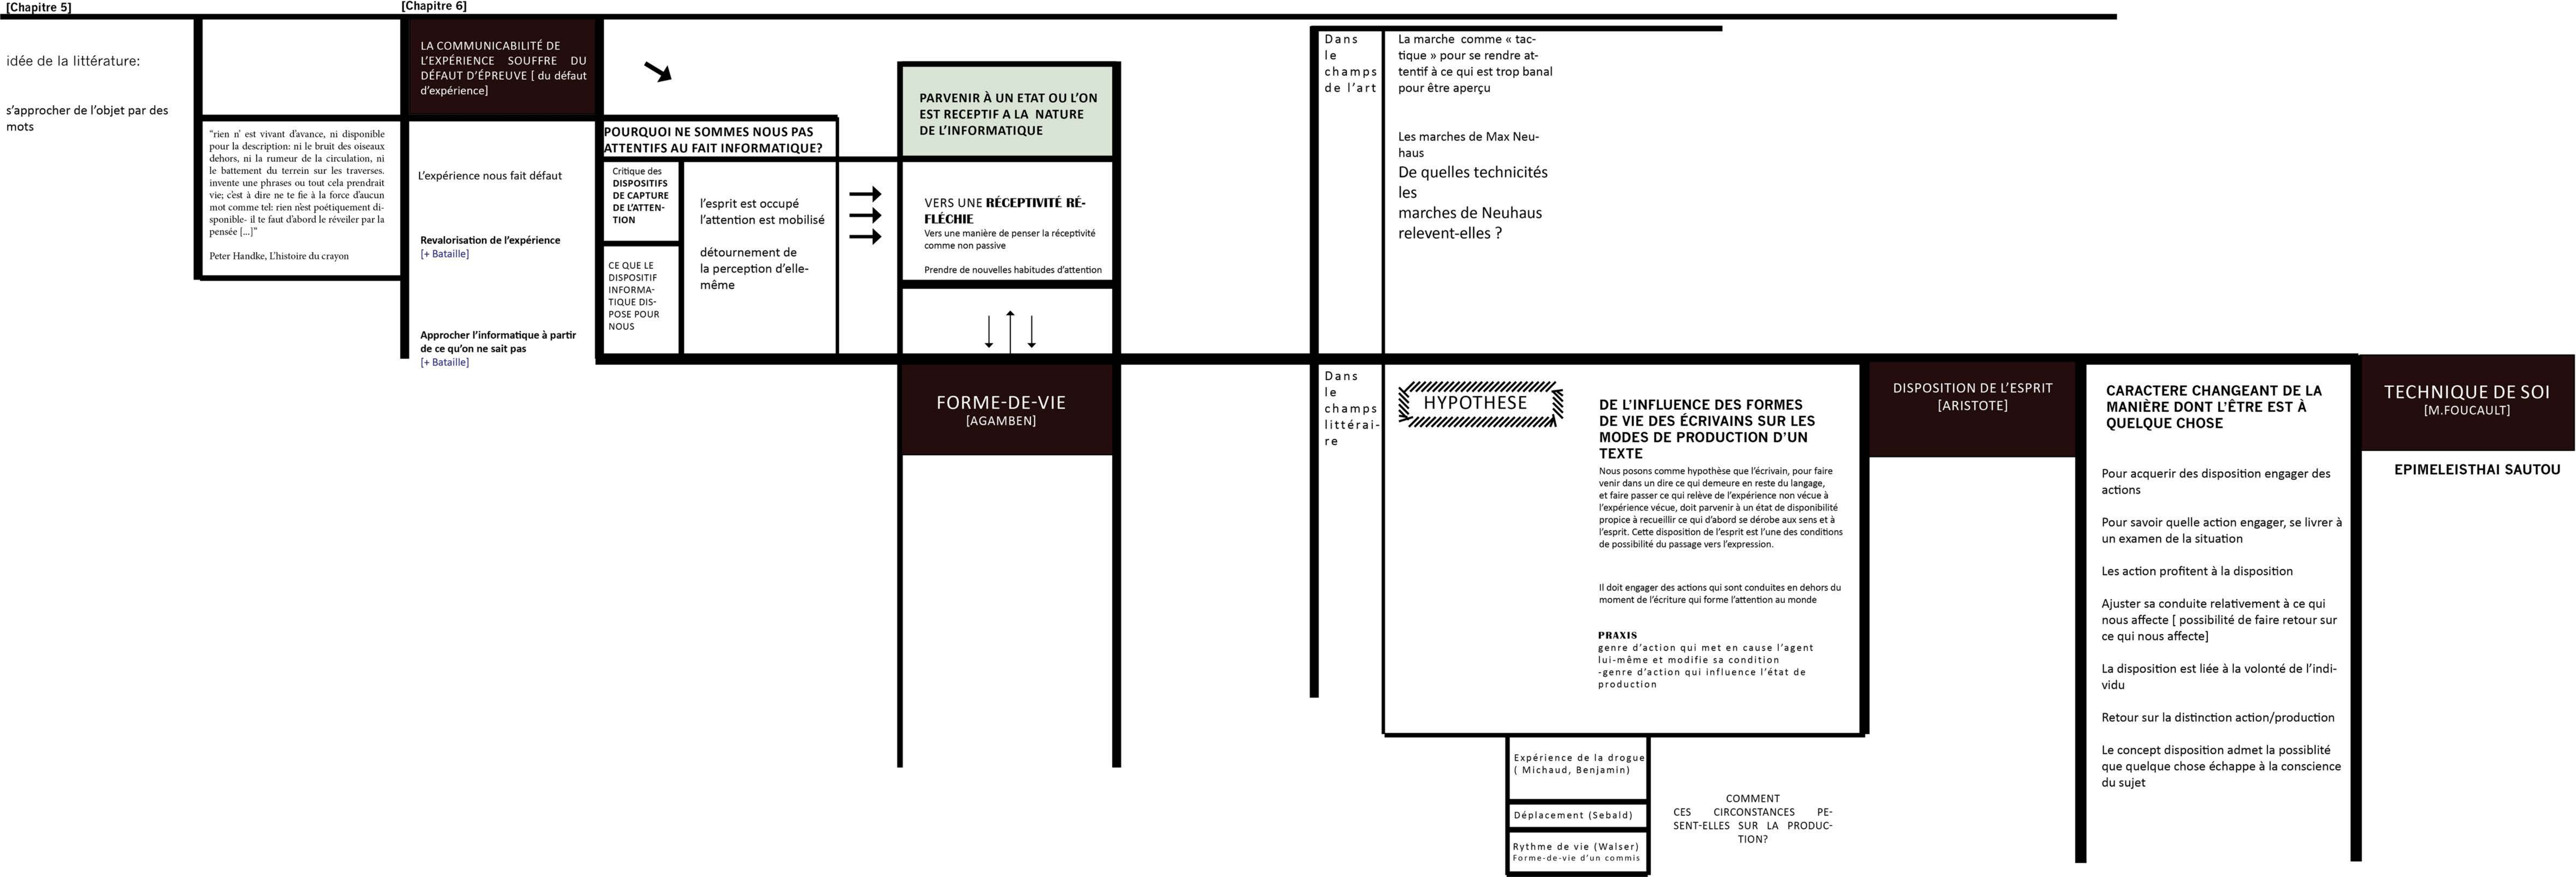 [Chapitre 5]
idée de la littérature:
s’approcher de l’objet par des
mots
“rien n’ est vivant d’avance, ni disponible
pour la description: ni le bruit des oiseaux
dehors, ni la rumeur de la circulation, ni
le battement du terrain sur les traverses.
invente une phrases ou tout cela prendrait
vie; c’est à dire ne te fie à la force d’aucun
mot comme tel: rien n’est poétiquement di-
sponible- il te faut d’abord le réveiller par la
pensée [...]”
Peter Handke, L’histoire du crayon
[Chapitre 6]
LA COMMUNICABILITÉ DE
L’EXPÉRIENCE SOUFFRE DU
DÉFAUT D’ÉPREUVE [ du défaut
d’expérience]
L’expérience nous fait défaut
Revalorisation de l’expérience
[+ Bataille]
Approcher l’informatique à partir
de ce qu’on ne sait pas
[+ Bataille]
POURQUOI NE SOMMES NOUS PAS
ATTENTIFS AU FAIT INFORMATIQUE?
Critique des
DISPOSITIFS
DE CAPTURE
DE L’ATTEN-
TION
CE QUE LE
DISPOSITIF
INFORMA-
TIQUE DIS-
POSE POUR
NOUS
l’esprit est occupé
l’attention est mobilisé
détournement de
la perception d’elle-
même
PARVENIR À UN ETAT OU L’ON
EST RECEPTIF A LA NATURE
DE L’INFORMATIQUE
VERS UNE RÉCEPTIVITÉ RÉ-
FLÉCHIE
Vers une manière de penser la réceptivité
comme non passive
Prendre de nouvelles habitudes d’attention
FORME-DE-VIE
[AGAMBEN]
Dans
le
champs
de l’art
La marche comme « tac-
tique » pour se rendre at-
tentif à ce qui est trop banal
pour être aperçu
Les marches de Max Neu-
haus
De quelles technicités
les
marches de Neuhaus
relevent-elles ?
Dans
le
champs
littérai-
re
HYPOTHESE
DE L’INFLUENCE DES FORMES
DE VIE DES ÉCRIVAINS SUR LES
MODES DE PRODUCTION D’UN
TEXTE
Nous posons comme hypothèse que l’écrivain, pour faire
venir dans un dire ce qui demeure en reste du langage,
et faire passer ce qui relève de l’expérience non vécue à
l’expérience vécue, doit parvenir à un état de disponibilité
propice à recueillir ce qui d’abord se dérobe aux sens et à
l’esprit. Cette disposition de l’esprit est l’une des conditions
de possibilité du passage vers l’expression.
Il doit engager des actions qui sont conduites en dehors du
moment de l’écriture qui forme l’attention au monde
PRAXIS
genre d’action qui met en cause l’agent
lui-même et modifie sa condition
-genre d’action qui influence l’état de
production
Expérience de la drogue
( Michaud, Benjamin)
Déplacement (Sebald)
Rythme de vie (Walser)
Forme-de-vie d’un commis
COMMENT
CES CIRCONSTANCES PE-
SENT-ELLES SUR LA PRODUC-
TION?
DISPOSITION DE L’ESPRIT
[ARISTOTE]
CARACTERE CHANGEANT DE LA
MANIÈRE DONT L’ÊTRE EST À
QUELQUE CHOSE
Pour acquerir des disposition engager des
actions
Pour savoir quelle action engager, se livrer à
un examen de la situation
Les action profitent à la disposition
Ajuster sa conduite relativement à ce qui
nous affecte [ possibilité de faire retour sur
ce qui nous affecte]
La disposition est liée à la volonté de l’indi-
vidu
Retour sur la distinction action/production
Le concept disposition admet la possiblité
que quelque chose échappe à la conscience
du sujet
TECHNIQUE DE SOI
[M.FOUCAULT]
EPIMELEISTHAI SAUTOU